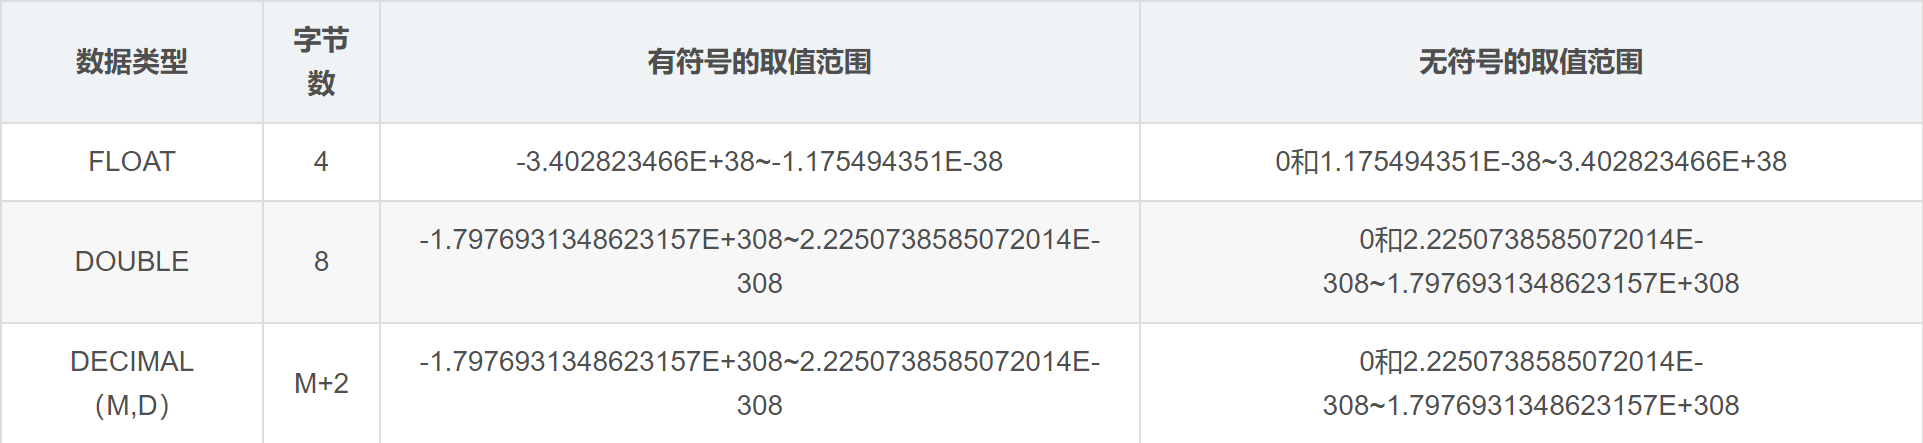 数据类型
字节
数
有符号的取值范围
无符号的取值范围
FLOAT
4
-3.402823466E+38~-1.175494351E-38
0和1.175494351E-38~3.402823466E+38
DOUBLE
8
-1.7976931348623157E+308~2.2250738585072014E-
308
0和2.2250738585072014E-
308~1.7976931348623157E+308
DECIMAL
（M,D）
M+2
-1.7976931348623157E+308~2.2250738585072014E-
308
0和2.2250738585072014E-
308~1.7976931348623157E+308